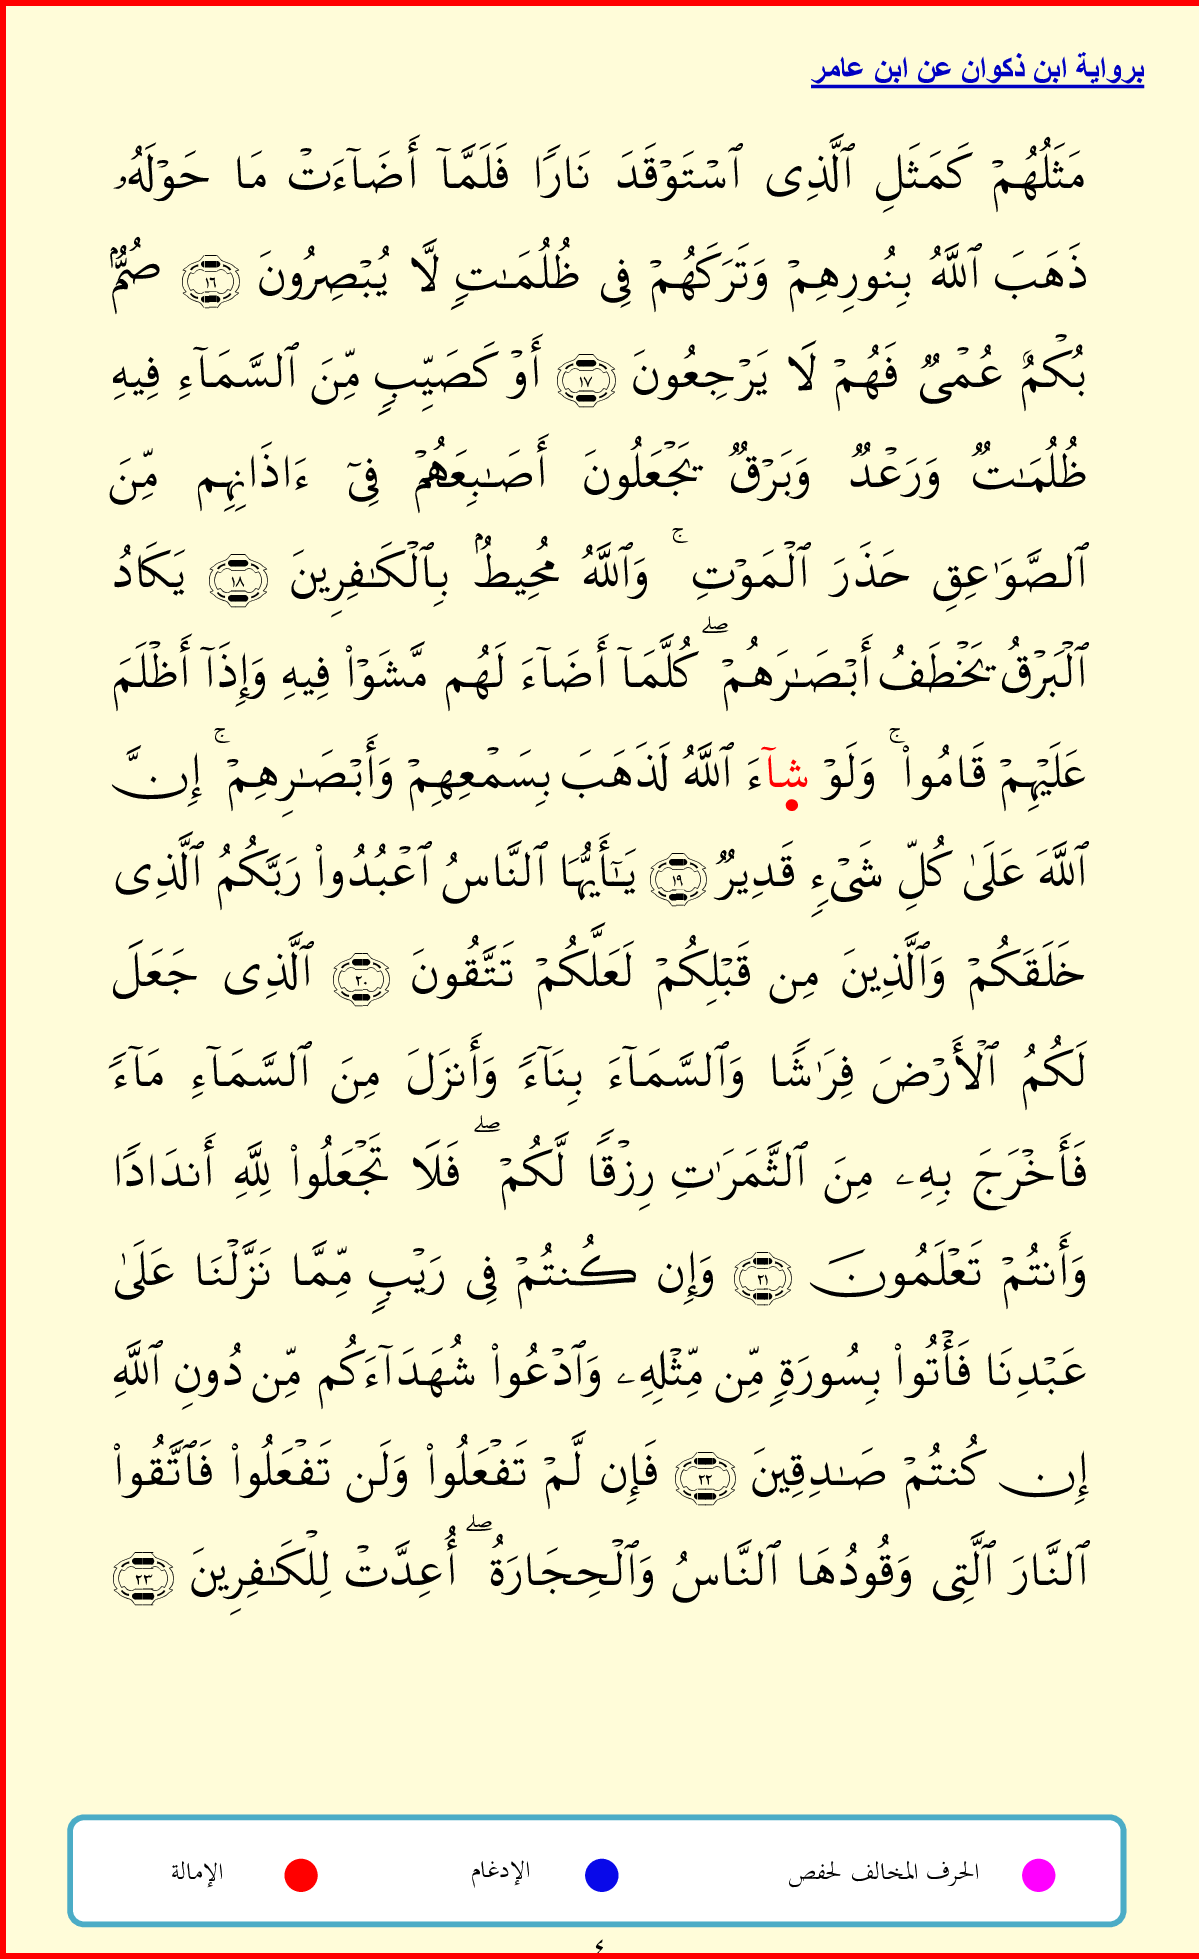 برواية ابن ذكوان عن ابن عامر
مَثَلُهُمۡ كَمَثَلِ ٱلَّذِى ٱسۡتَوۡقَدَ نَارًا فَلَمَّآ أَضَآءَتۡ مَا حَوۡلَهُۥ
ذَهَبَ ٱللَّهُ بِنُورِهِمۡ وَتَرَكَهُمۡ فِى ظُلُمَـٰتٍ لَّا يُبۡصِرُونَ ١٦ صُمُّۢ
بُكۡمٌ عُمۡىٌ فَهُمۡ لَا يَرۡجِعُونَ ١٧ أَوۡ كَصَيِّبٍ مِّنَ ٱلسَّمَآءِ فِيهِ
ظُلُمَـٰتٌ وَرَعۡدٌ وَبَرۡقٌ يَجۡعَلُونَ أَصَـٰبِعَهُمۡ فِىٓ ءَاذَانِهِم مِّنَ
ٱلصَّوَٰعِقِ حَذَرَ ٱلۡمَوۡتِ ۚ وَٱللَّهُ مُحِيطُۢ بِٱلۡكَـٰفِرِينَ ١٨ يَكَادُ
ٱلۡبَرۡقُ يَخۡطَفُ أَبۡصَـٰرَهُمۡ ۖ كُلَّمَآ أَضَآءَ لَهُم مَّشَوۡا۟ فِيهِ وَإِذَآ أَظۡلَمَ
عَلَيۡهِمۡ قَامُوا۟ ۚ وَلَوۡ شَآءَ ٱللَّهُ لَذَهَبَ بِسَمۡعِهِمۡ وَأَبۡصَـٰرِهِمۡ ۚ إِنَّ
ٱللَّهَ عَلَىٰ كُلِّ شَىۡءٍ قَدِيرٌ ١٩ يَـٰٓأَيُّهَا ٱلنَّاسُ ٱعۡبُدُوا۟ رَبَّكُمُ ٱلَّذِى
خَلَقَكُمۡ وَٱلَّذِينَ مِن قَبۡلِكُمۡ لَعَلَّكُمۡ تَتَّقُونَ ٢٠ ٱلَّذِى جَعَلَ
لَكُمُ ٱلۡأَرۡضَ فِرَٰشًا وَٱلسَّمَآءَ بِنَآءً وَأَنزَلَ مِنَ ٱلسَّمَآءِ مَآءً
فَأَخۡرَجَ بِهِۦ مِنَ ٱلثَّمَرَٰتِ رِزۡقًا لَّكُمۡ ۖ فَلَا تَجۡعَلُوا۟ لِلَّهِ أَندَادًا
وَأَنتُمۡ تَعۡلَمُونَ ٢١ وَإِن كُنتُمۡ فِى رَيۡبٍ مِّمَّا نَزَّلۡنَا عَلَىٰ
عَبۡدِنَا فَأۡتُوا۟ بِسُورَةٍ مِّن مِّثۡلِهِۦ وَٱدۡعُوا۟ شُهَدَآءَكُم مِّن دُونِ ٱللَّهِ
إِن كُنتُمۡ صَـٰدِقِينَ ٢٢ فَإِن لَّمۡ تَفۡعَلُوا۟ وَلَن تَفۡعَلُوا۟ فَٱتَّقُوا۟
ٱلنَّارَ ٱلَّتِى وَقُودُهَا ٱلنَّاسُ وَٱلۡحِجَارَةُ ۖ أُعِدَّتۡ لِلۡكَـٰفِرِينَ ٢٣
الحرف المخالف لحفص الإدغام الإمالة
٤